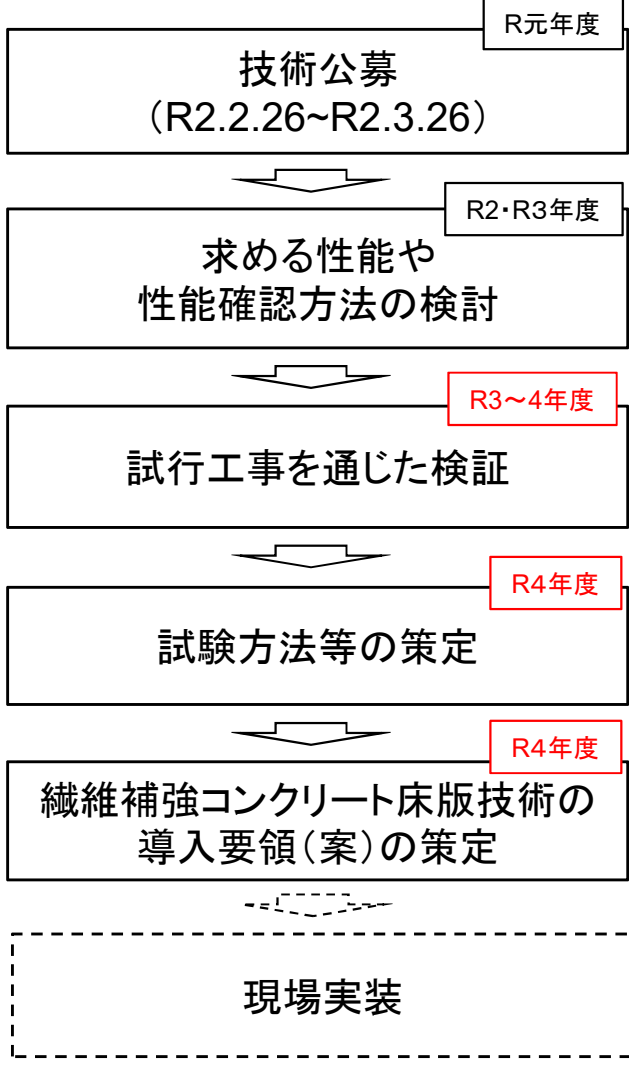 R元年度
技術公募
（R2.2.26~R2.3.26）
R2・R3年度
求める性能や
性能確認方法の検討
R3～4年度
試行工事を通じた検証
R4年度
試験方法等の策定
R4年度
繊維補強コンクリート床版技術の
導入要領（案）の策定
現場実装